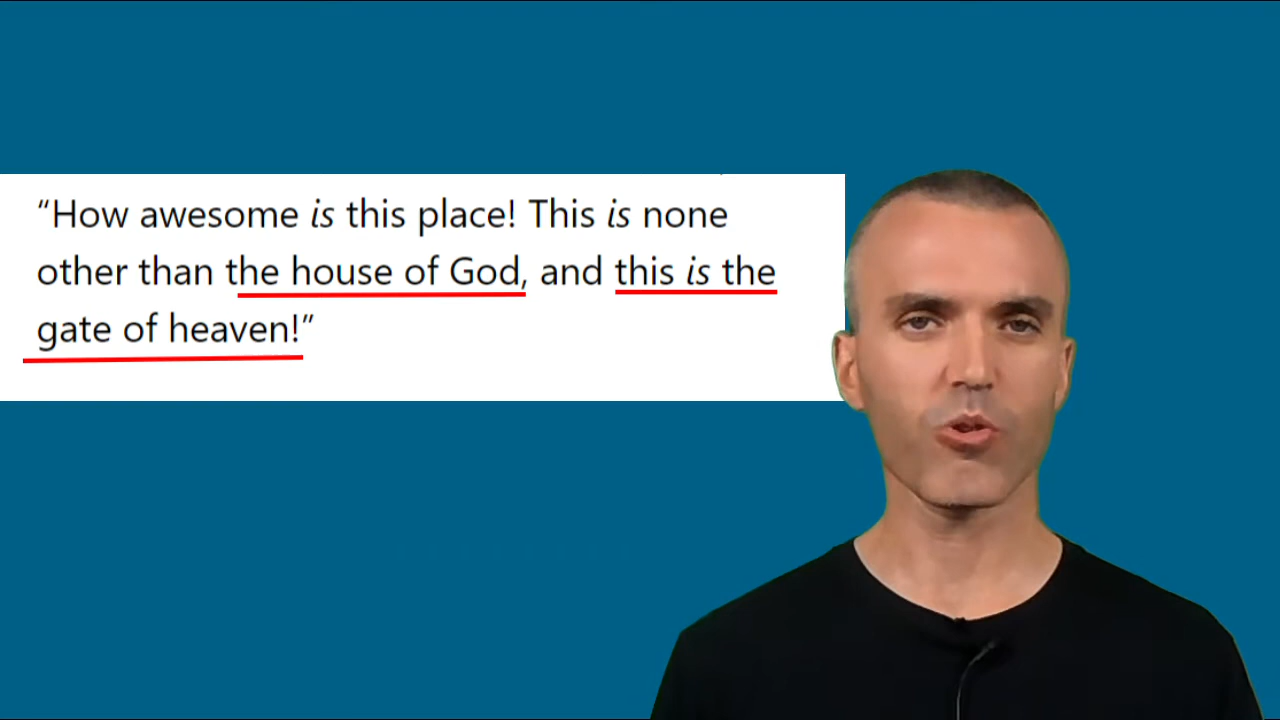 “How awesome is this place! This is none
other than the house of God, and this is the
gate of heaven!”